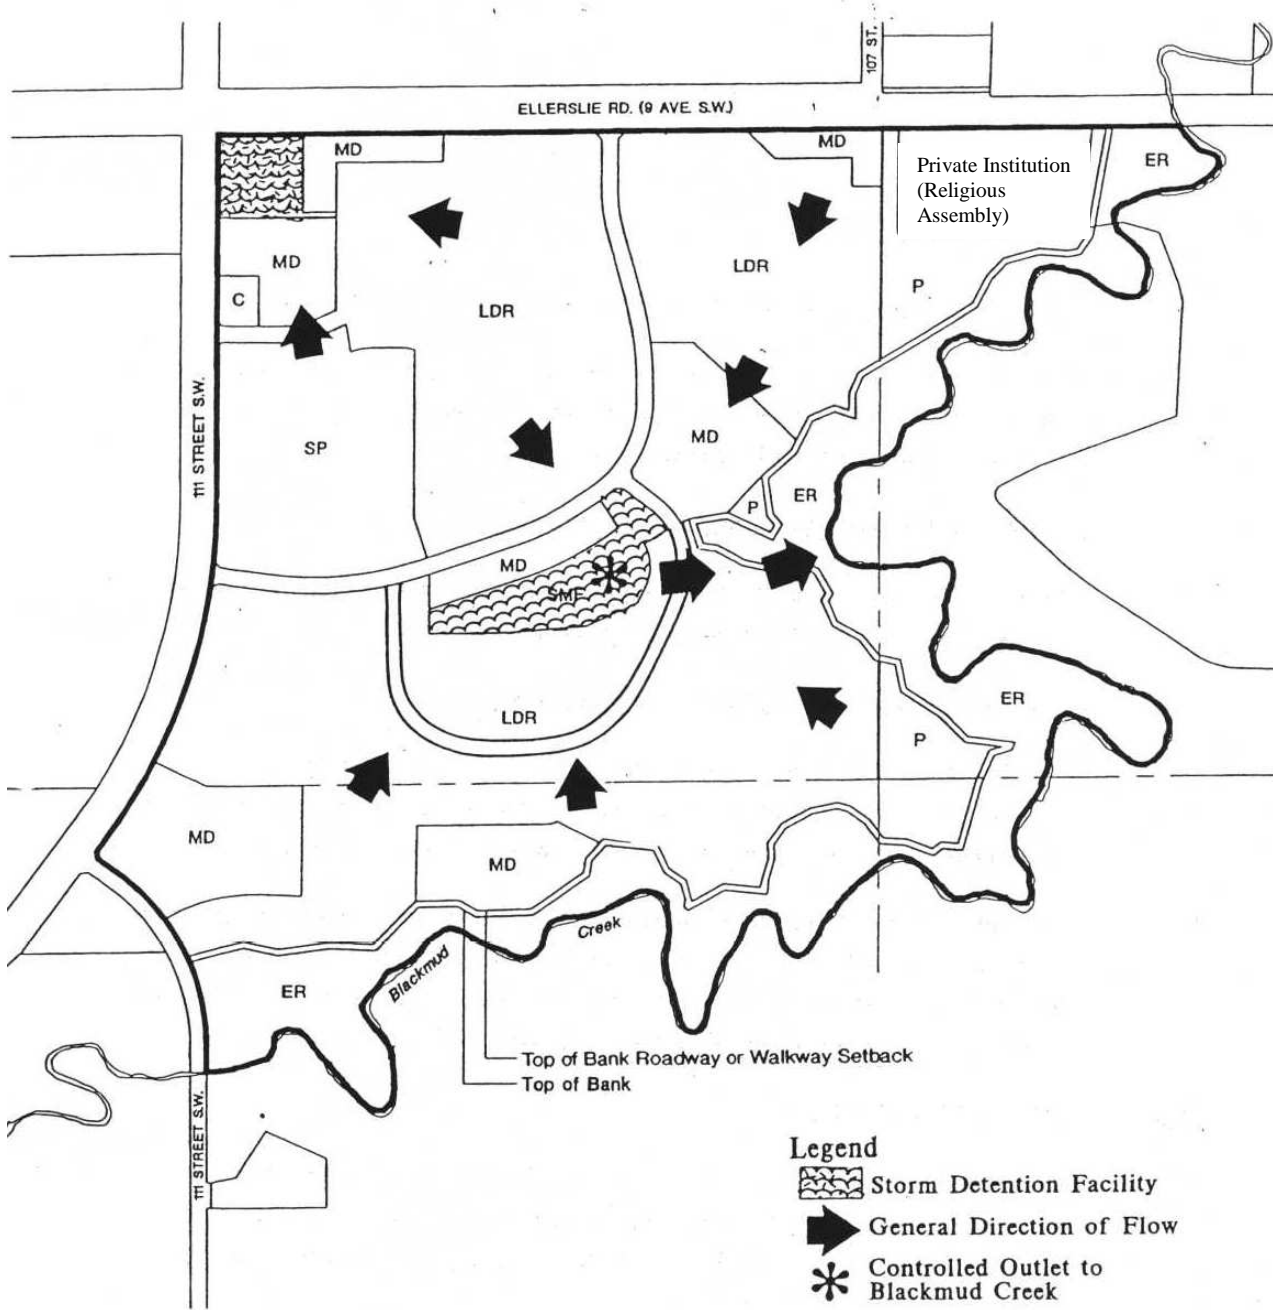 107 ST.
ELLERSLIE RD. (9 AVE. S.W.)
MD
MD
ER
Private Institution
(Religious
Assembly)
MD
LDR
P
C
LDR
111 STREET S.W.
SP
MD
ER
P
MD
SMF
ER
LDR
P
MD
MD
Blackmud Creek
ER
Top of Bank Roadway or Walkway Setback
Top of Bank
111 STREET S.W.
Legend
Storm Detention Facility
General Direction of Flow
Controlled Outlet to
Blackmud Creek